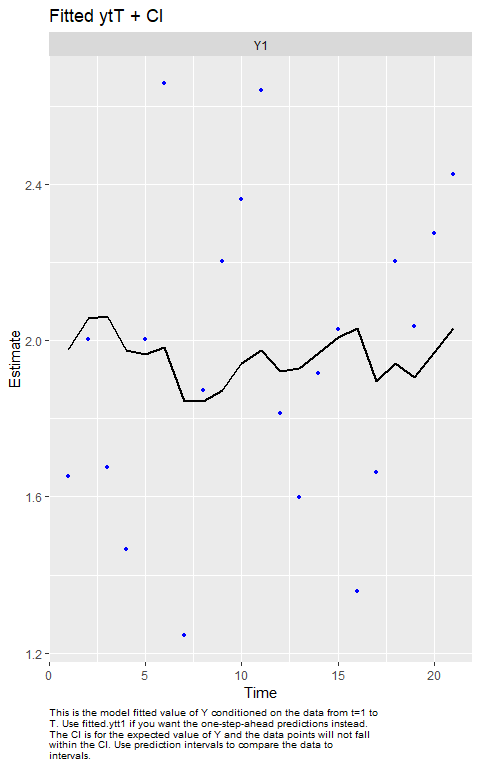 Fitted ytT + CI
Y1
2.4
2.0
1.6
1.2
Estimate
0 5 10 15 20
Time
This is the model fitted value of Y conditioned on the data from t=1 to
T. Use fitted.ytt1 if you want the one-step-ahead predictions instead.
The CI is for the expected value of Y and the data points will not fall
within the CI. Use prediction intervals to compare the data to
intervals.